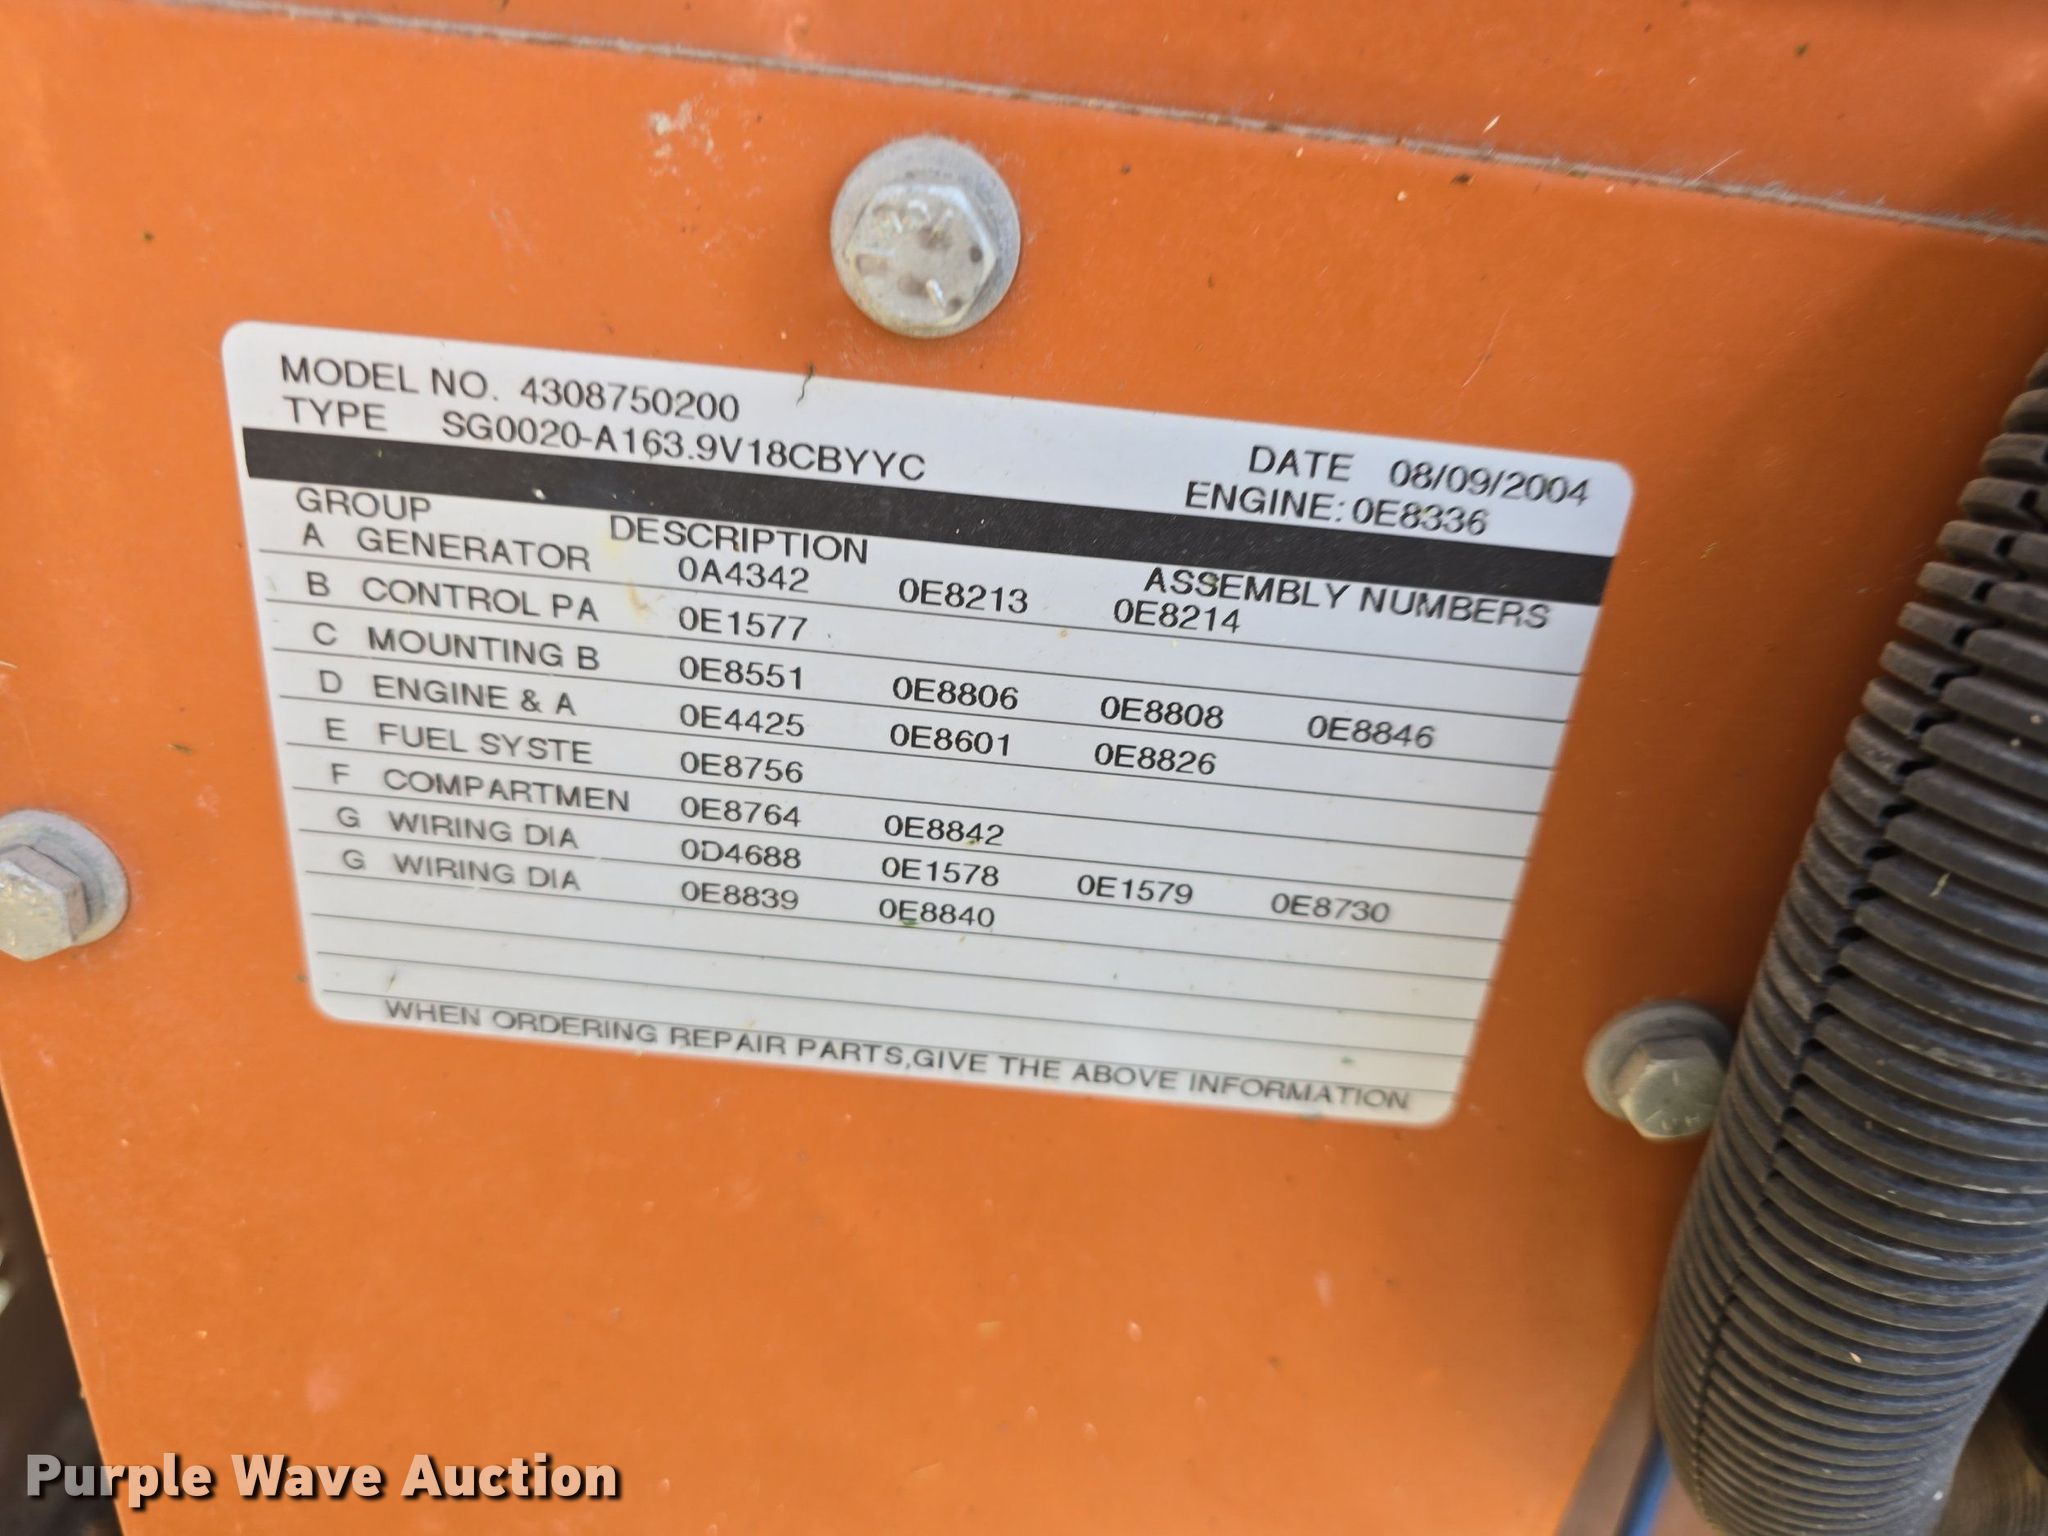 MODEL NO. 4308750200
TYPE SG0020-A163.9V18CBYYC
DATE 08/09/2004
ENGINE: 0E8336
GROUP DESCRIPTION ASSEMBLY NUMBERS
A GENERATOR 0A4342 0E8213 0E8214
B CONTROL PA 0E1577
C MOUNTING B 0E8551 0E8806 0E8808 0E8846
D ENGINE & A 0E4425 0E8601 0E8826
E FUEL SYSTE 0E8756
F COMPARTMEN 0E8764 0E8842
G WIRING DIA 0D4688 0E1578 0E1579 0E8730
G WIRING DIA 0E8839 0E8840
WHEN ORDERING REPAIR PARTS,GIVE THE ABOVE INFORMATION
Purple Wave Auction